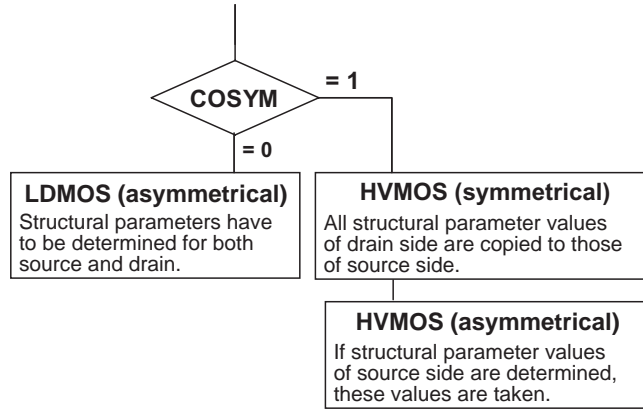 COSYM
= 1
= 0
LDMOS (asymmetrical)
Structural parameters have
to be determined for both
source and drain.
HVMOS (symmetrical)
All structural parameter values
of drain side are copied to those
of source side.
HVMOS (asymmetrical)
If structural parameter values
of source side are determined,
these values are taken.